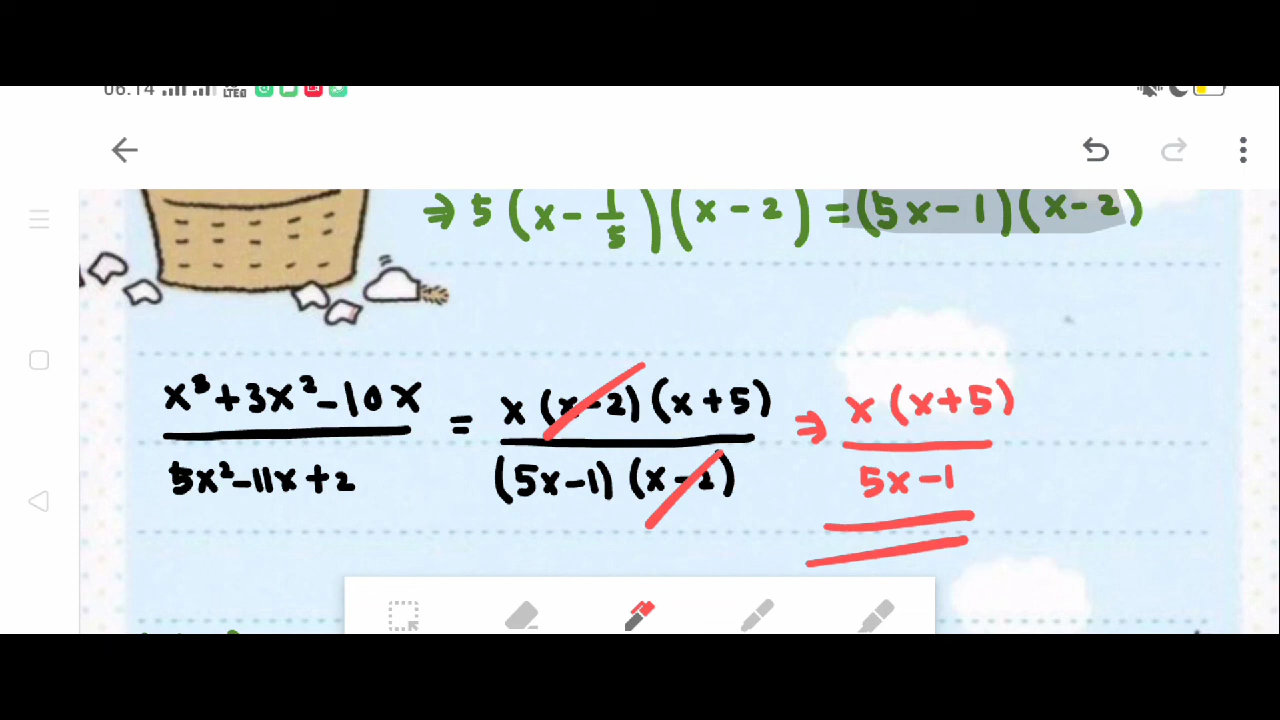 06.14 LTE
⇒ 5 (x - 1/5) (x - 2) = (5x - 1) (x - 2)
x³ + 3x² - 10x / 5x² - 11x + 2 = x (x - 2) (x + 5) / (5x - 1) (x - 2) ⇒ x (x + 5) / 5x - 1